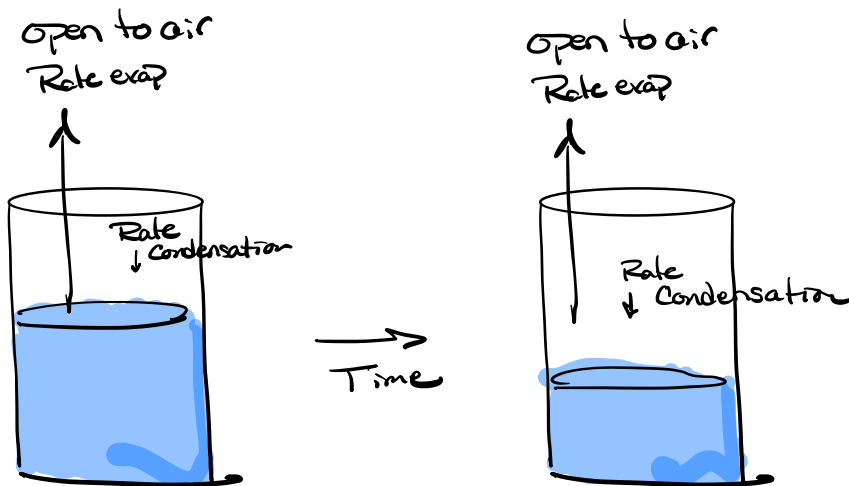 open to air
Rate evap
Rate
Condensation
Time
open to air
Rate evap
Rate
Condensation